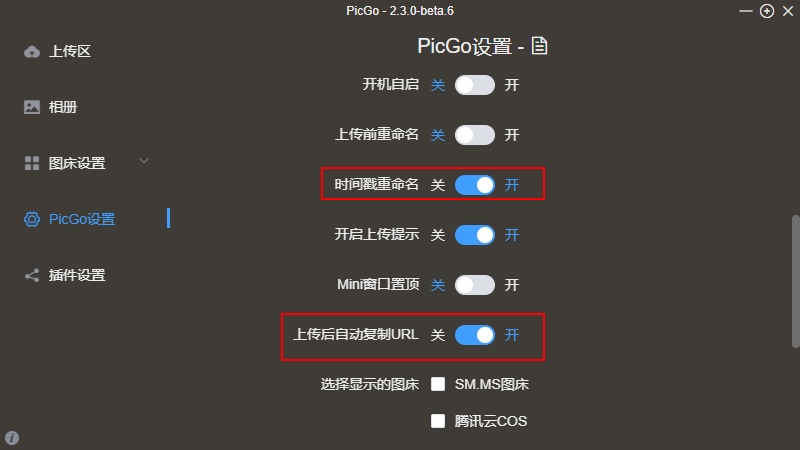 PicGo - 2.3.0-beta.6
上传区
相册
图床设置
PicGo设置
插件设置
PicGo设置 -
开机自启 关 开
上传前重命名 关 开
时间戳重命名 关 开
开启上传提示 关 开
Mini窗口置顶 关 开
上传后自动复制URL 关 开
选择显示的图床 SM.MS图床
腾讯云COS